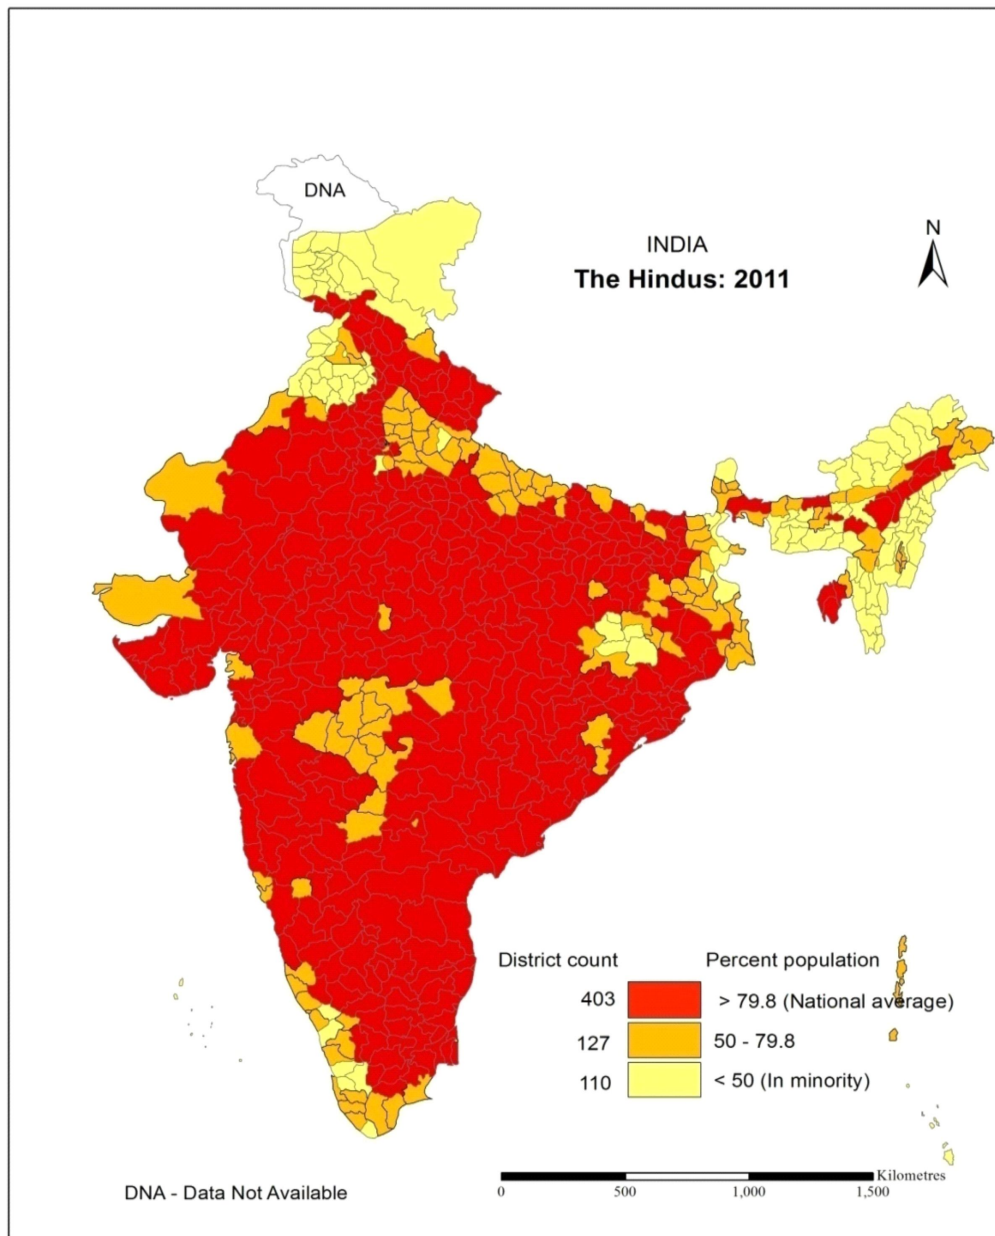 DNA
N
INDIA
The Hindus: 2011
District count Percent population
403 > 79.8 (National average)
127 50 - 79.8
110 < 50 (In minority)
Kilometres
0 500 1,000 1,500
DNA - Data Not Available